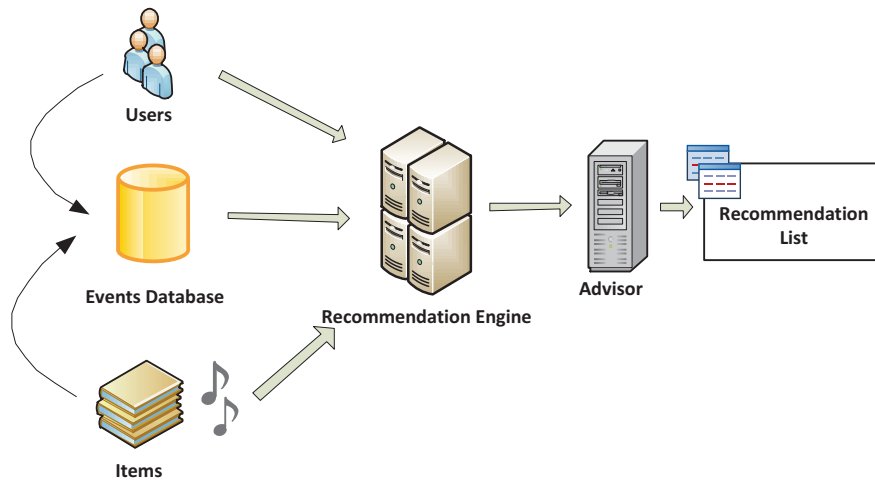 Users
Events Database
Items
Recommendation Engine
Advisor
Recommendation
List